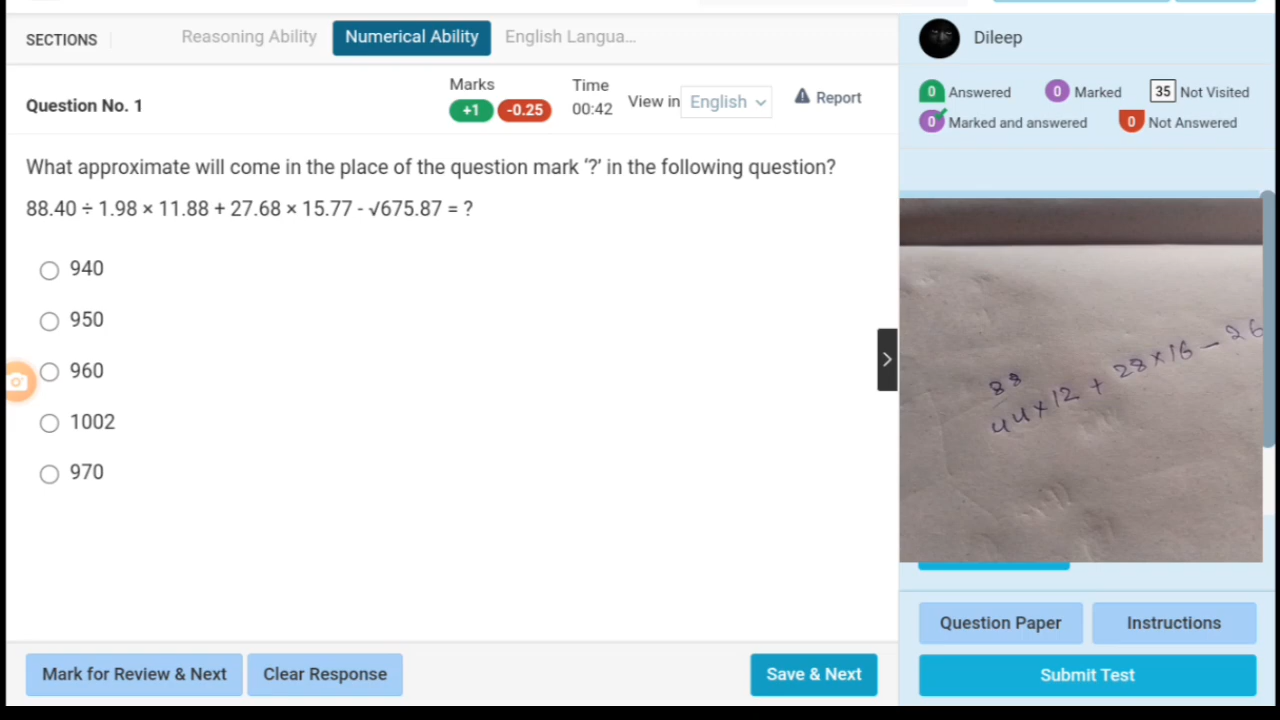 SECTIONS
Reasoning Ability
Numerical Ability
English Langua...
Dileep
Question No. 1
Marks
+1
-0.25
Time
00:42
View in
English
Report
0 Answered
0 Marked
35 Not Visited
0 Marked and answered
0 Not Answered
What approximate will come in the place of the question mark ‘?’ in the following question?
88.40 ÷ 1.98 × 11.88 + 27.68 × 15.77 - √675.87 = ?
940
950
960
1002
970
88
44×12 + 28×16 – 26
Mark for Review & Next
Clear Response
Save & Next
Question Paper
Instructions
Submit Test